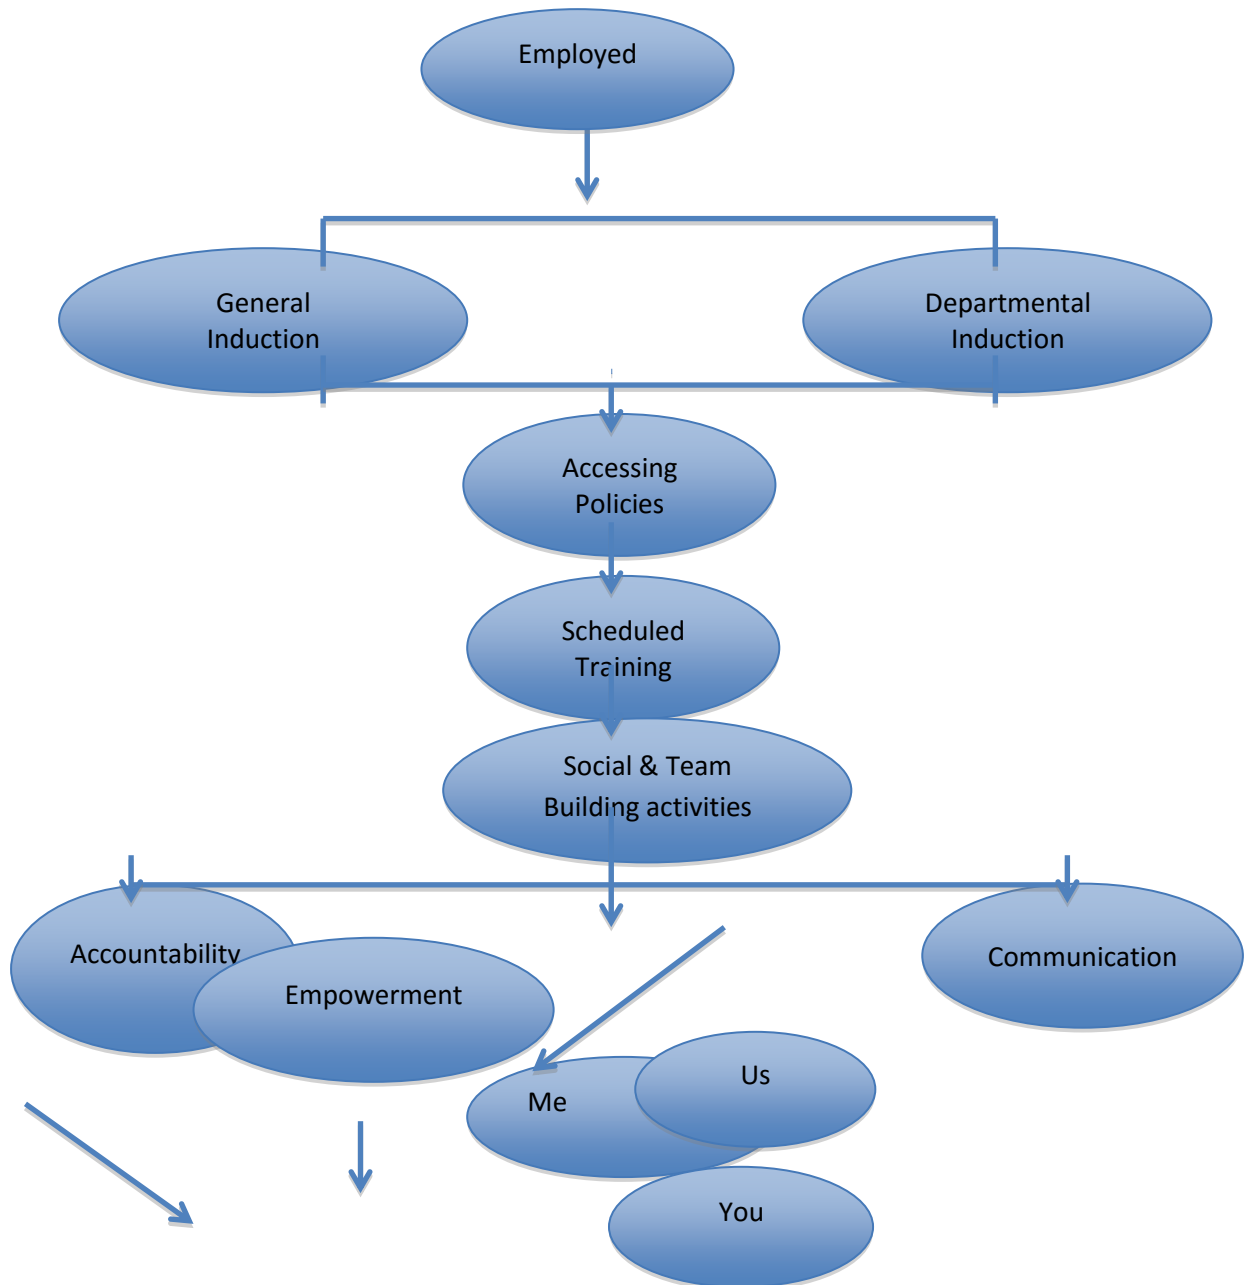 Employed
General
Induction
Departmental
Induction
Accessing
Policies
Scheduled
Training
Social & Team
Building activities
Accountability
Empowerment
Communication
Me
Us
You